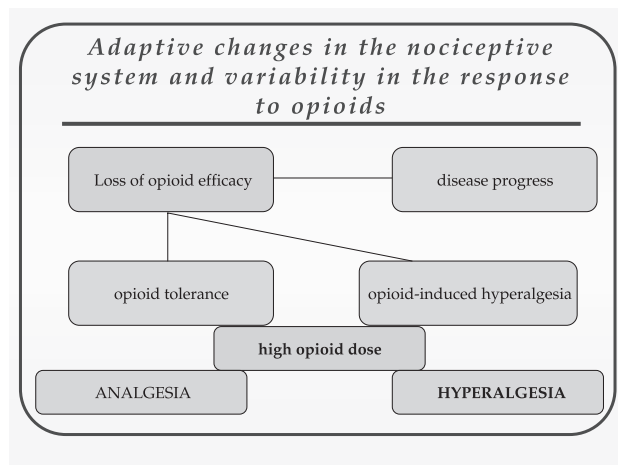 Adaptive changes in the nociceptive
system and variability in the response
to opioids
Loss of opioid efficacy
disease progress
opioid tolerance
opioid-induced hyperalgesia
high opioid dose
ANALGESIA
HYPERALGESIA